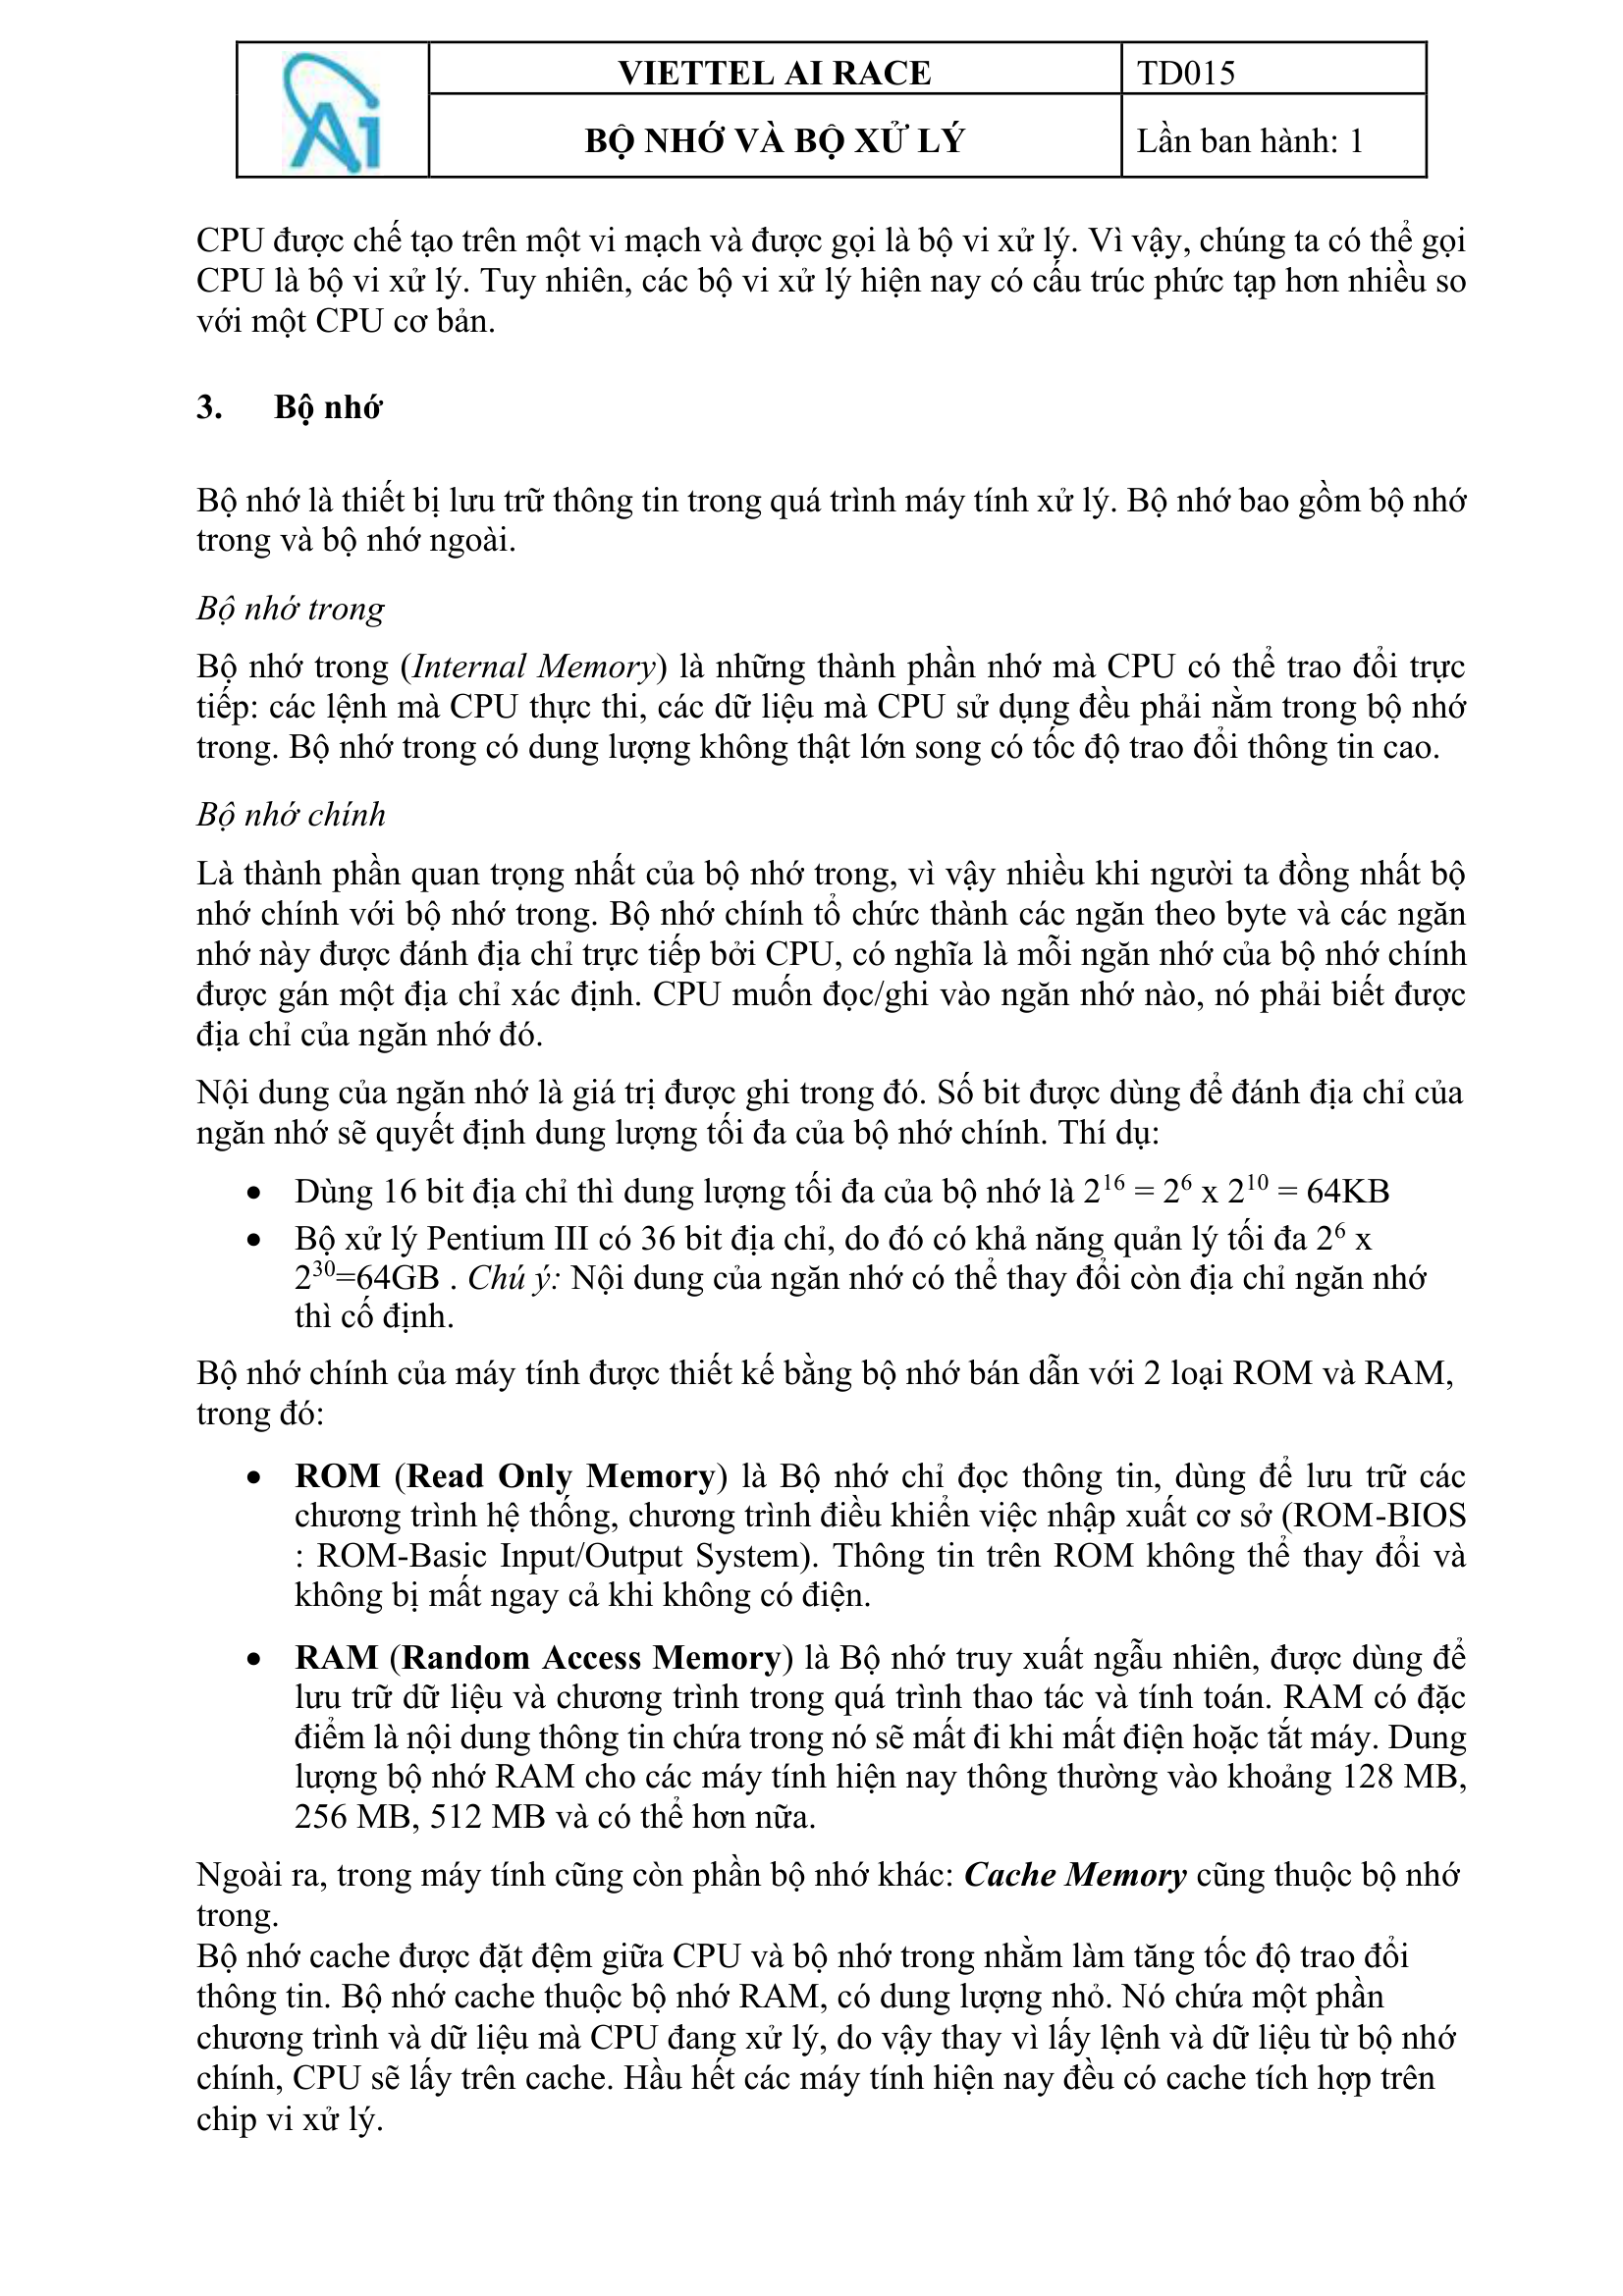 Ai
VIETTEL AI RACE
TD015
BỘ NHỚ VÀ BỘ XỬ LÝ
Lần ban hành: 1
CPU được chế tạo trên một vi mạch và được gọi là bộ vi xử lý. Vì vậy, chúng ta có thể gọi
CPU là bộ vi xử lý. Tuy nhiên, các bộ vi xử lý hiện nay có cấu trúc phức tạp hơn nhiều so
với một CPU cơ bản.
3. Bộ nhớ
Bộ nhớ là thiết bị lưu trữ thông tin trong quá trình máy tính xử lý. Bộ nhớ bao gồm bộ nhớ
trong và bộ nhớ ngoài.
Bộ nhớ trong
Bộ nhớ trong (Internal Memory) là những thành phần nhớ mà CPU có thể trao đổi trực
tiếp: các lệnh mà CPU thực thi, các dữ liệu mà CPU sử dụng đều phải nằm trong bộ nhớ
trong. Bộ nhớ trong có dung lượng không thật lớn song có tốc độ trao đổi thông tin cao.
Bộ nhớ chính
Là thành phần quan trọng nhất của bộ nhớ trong, vì vậy nhiều khi người ta đồng nhất bộ
nhớ chính với bộ nhớ trong. Bộ nhớ chính tổ chức thành các ngăn theo byte và các ngăn
nhớ này được đánh địa chỉ trực tiếp bởi CPU, có nghĩa là mỗi ngăn nhớ của bộ nhớ chính
được gán một địa chỉ xác định. CPU muốn đọc/ghi vào ngăn nhớ nào, nó phải biết được
địa chỉ của ngăn nhớ đó.
Nội dung của ngăn nhớ là giá trị được ghi trong đó. Số bit được dùng để đánh địa chỉ của
ngăn nhớ sẽ quyết định dung lượng tối đa của bộ nhớ chính. Thí dụ:
• Dùng 16 bit địa chỉ thì dung lượng tối đa của bộ nhớ là 2¹⁶ = 2⁶ x 2¹⁰ = 64KB
• Bộ xử lý Pentium III có 36 bit địa chỉ, do đó có khả năng quản lý tối đa 2⁶ x
2³⁰=64GB . Chú ý: Nội dung của ngăn nhớ có thể thay đổi còn địa chỉ ngăn nhớ
thì cố định.
Bộ nhớ chính của máy tính được thiết kế bằng bộ nhớ bán dẫn với 2 loại ROM và RAM,
trong đó:
• ROM (Read Only Memory) là Bộ nhớ chỉ đọc thông tin, dùng để lưu trữ các
chương trình hệ thống, chương trình điều khiển việc nhập xuất cơ sở (ROM-BIOS
: ROM-Basic Input/Output System). Thông tin trên ROM không thể thay đổi và
không bị mất ngay cả khi không có điện.
• RAM (Random Access Memory) là Bộ nhớ truy xuất ngẫu nhiên, được dùng để
lưu trữ dữ liệu và chương trình trong quá trình thao tác và tính toán. RAM có đặc
điểm là nội dung thông tin chứa trong nó sẽ mất đi khi mất điện hoặc tắt máy. Dung
lượng bộ nhớ RAM cho các máy tính hiện nay thông thường vào khoảng 128 MB,
256 MB, 512 MB và có thể hơn nữa.
Ngoài ra, trong máy tính cũng còn phần bộ nhớ khác: Cache Memory cũng thuộc bộ nhớ
trong.
Bộ nhớ cache được đặt đệm giữa CPU và bộ nhớ trong nhằm làm tăng tốc độ trao đổi
thông tin. Bộ nhớ cache thuộc bộ nhớ RAM, có dung lượng nhỏ. Nó chứa một phần
chương trình và dữ liệu mà CPU đang xử lý, do vậy thay vì lấy lệnh và dữ liệu từ bộ nhớ
chính, CPU sẽ lấy trên cache. Hầu hết các máy tính hiện nay đều có cache tích hợp trên
chip vi xử lý.